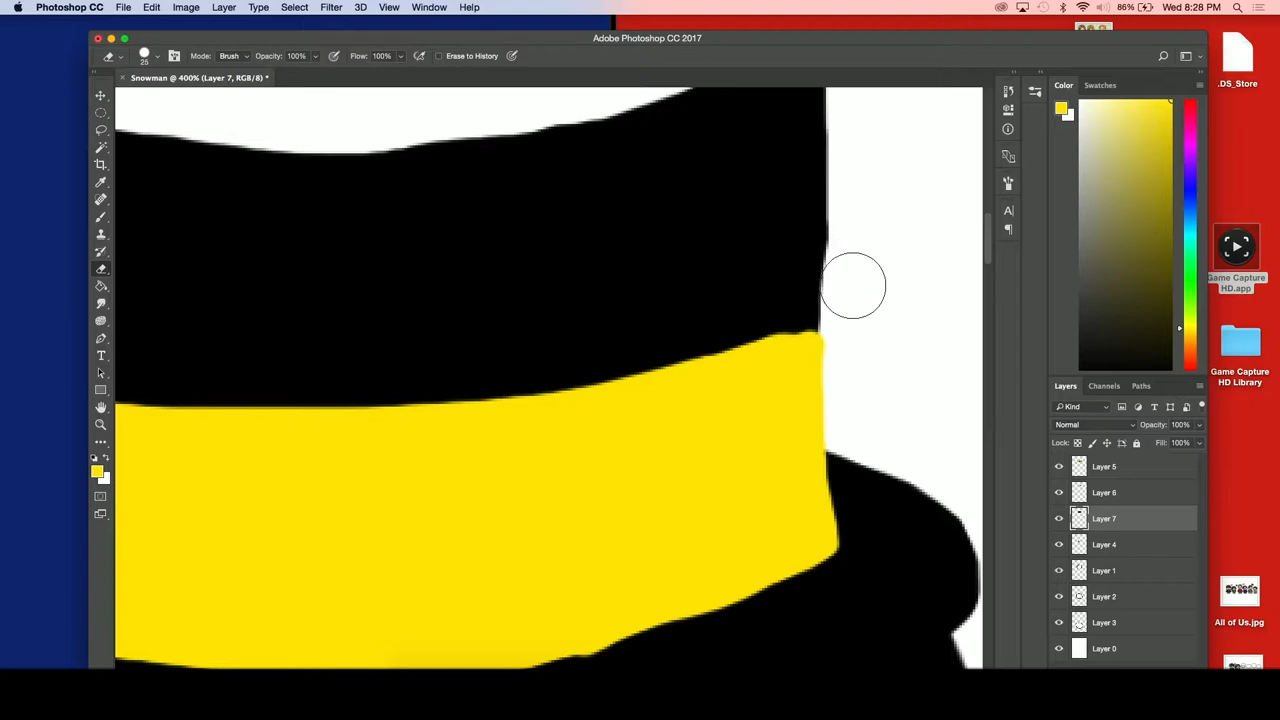 Photoshop CC File Edit Image Layer Type Select Filter 3D View Window Help 86% Wed 8:28 PM
Adobe Photoshop CC 2017
25 Mode: Brush Opacity: 100% Flow: 100% Erase to History
Snowman @ 400% (Layer 7, RGB/8) *
Color Swatches
.DS_Store
Game Capture
HD.app
Game Capture
HD Library
Layers Channels Paths
Kind
Normal Opacity: 100%
Lock: Fill: 100%
Layer 5
Layer 6
Layer 7
Layer 4
Layer 1
Layer 2
Layer 3
Layer 0
All of Us.jpg